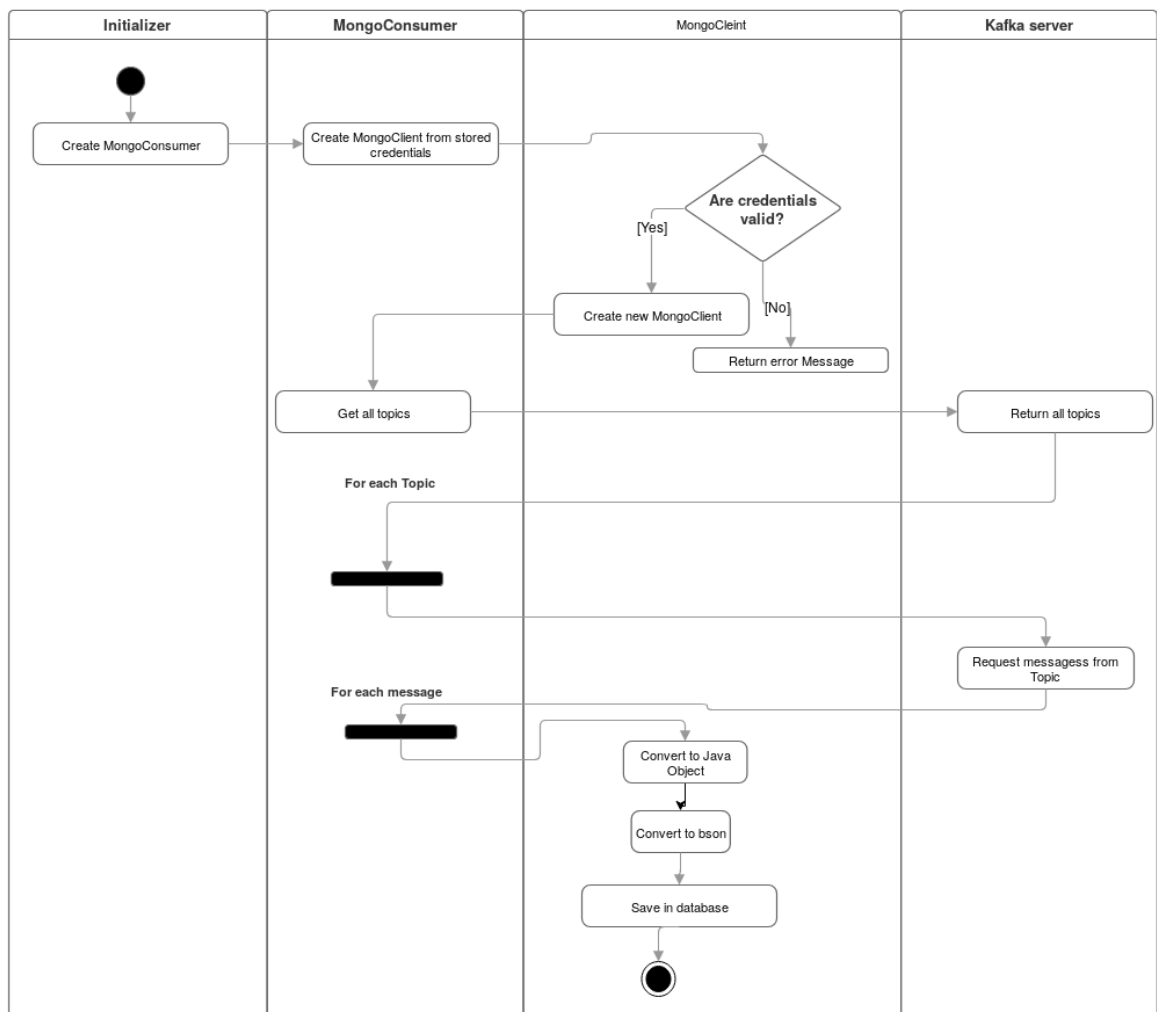 Initializer
MongoConsumer
MongoCleint
Kafka server
Create MongoConsumer
Create MongoClient from stored
credentials
Are credentials
valid?
[Yes]
[No]
Create new MongoClient
Return error Message
Get all topics
Return all topics
For each Topic
Request messagess from
Topic
For each message
Convert to Java
Object
Convert to bson
Save in database